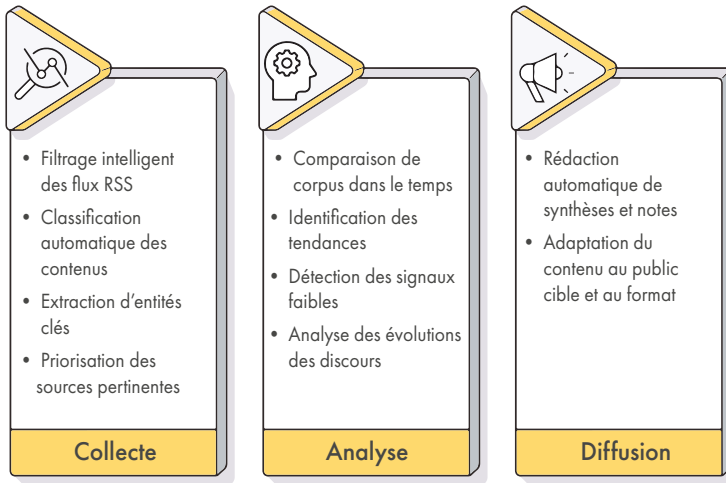 • Filtrage intelligent
des flux RSS
• Classification
automatique des
contenus
• Extraction d’entités
clés
• Priorisation des
sources pertinentes
Collecte
• Comparaison de
corpus dans le temps
• Identification des
tendances
• Détection des signaux
faibles
• Analyse des évolutions
des discours
Analyse
• Rédaction
automatique de
synthèses et notes
• Adaptation du
contenu au public
cible et au format
Diffusion